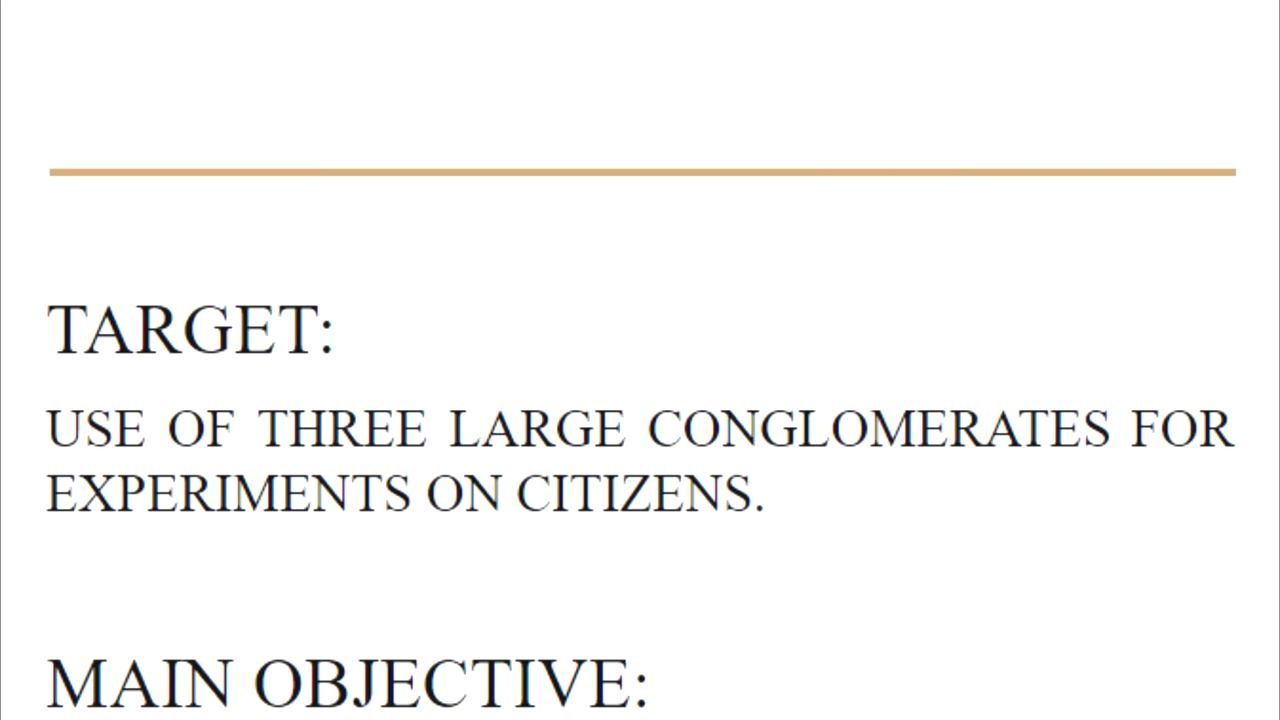 TARGET:
USE OF THREE LARGE CONGLOMERATES FOR
EXPERIMENTS ON CITIZENS.
MAIN OBJECTIVE: